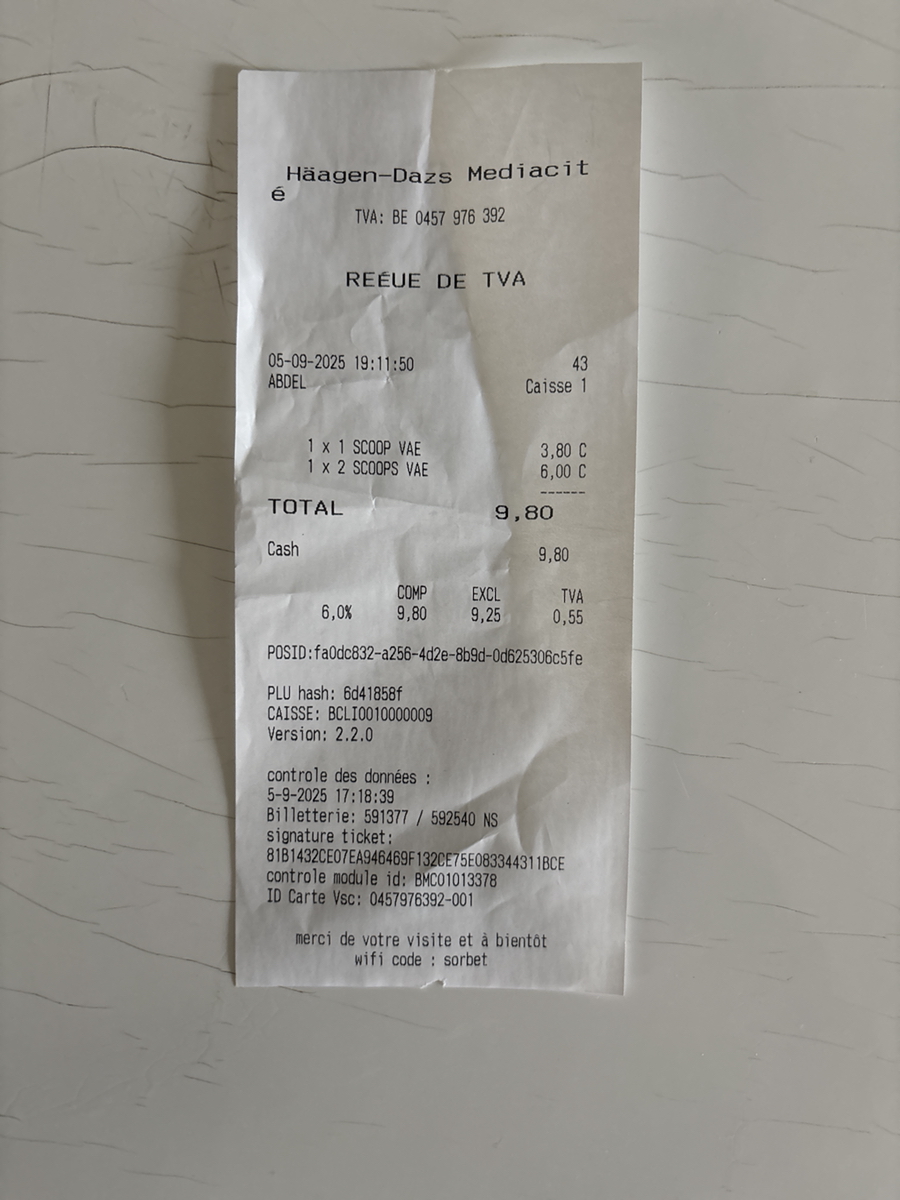 Häagen-Dazs Mediacit
é
TVA: BE 0457 976 392
REÉUE DE TVA
05-09-2025 19:11:50 43
ABDEL Caisse 1
1 x 1 SCOOP VAE 3,80 C
1 x 2 SCOOPS VAE 6,00 C
------
TOTAL 9,80
Cash 9,80
COMP EXCL TVA
6,0% 9,80 9,25 0,55
POSID:fa0dc832-a256-4d2e-8b9d-0d625306c5fe
PLU hash: 6d41858f
CAISSE: BCLI0010000009
Version: 2.2.0
controle des données :
5-9-2025 17:18:39
Billetterie: 591377 / 592540 NS
signature ticket:
81B1432CE07EA946469F132CE75E083344311BCE
controle module id: BMC01013378
ID Carte Vsc: 0457976392-001
merci de votre visite et à bientôt
wifi code : sorbet